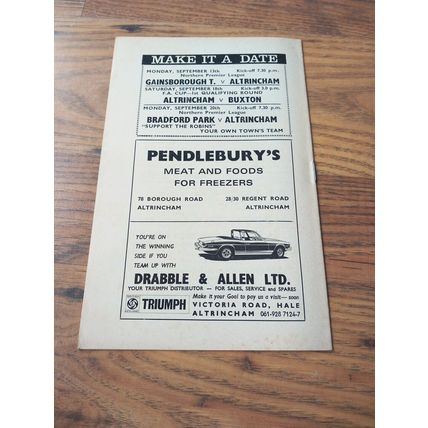 MAKE IT A DATE
MONDAY, SEPTEMBER 13th Kick-off 7.30 p.m.
Northern Premier League
GAINSBOROUGH T. v ALTRINCHAM
SATURDAY, SEPTEMBER 18th Kick-off 3.0 p.m.
F.A. CUP—1st QUALIFYING ROUND
ALTRINCHAM v BUXTON
MONDAY, SEPTEMBER 20th Kick-off 7.30 p.m.
Northern Premier League
BRADFORD PARK v ALTRINCHAM
"SUPPORT THE ROBINS"
YOUR OWN TOWN'S TEAM
PENDLEBURY'S
MEAT AND FOODS
FOR FREEZERS
78 BOROUGH ROAD 28/30 REGENT ROAD
ALTRINCHAM ALTRINCHAM
YOU'RE ON
THE WINNING
SIDE IF YOU
TEAM UP WITH
DRABBLE & ALLEN LTD.
YOUR TRIUMPH DISTRIBUTOR — FOR SALES, SERVICE and SPARES
TRIUMPH
Make it your Goal to pay us a visit— soon
VICTORIA ROAD, HALE
ALTRINCHAM 061-928 7124-7